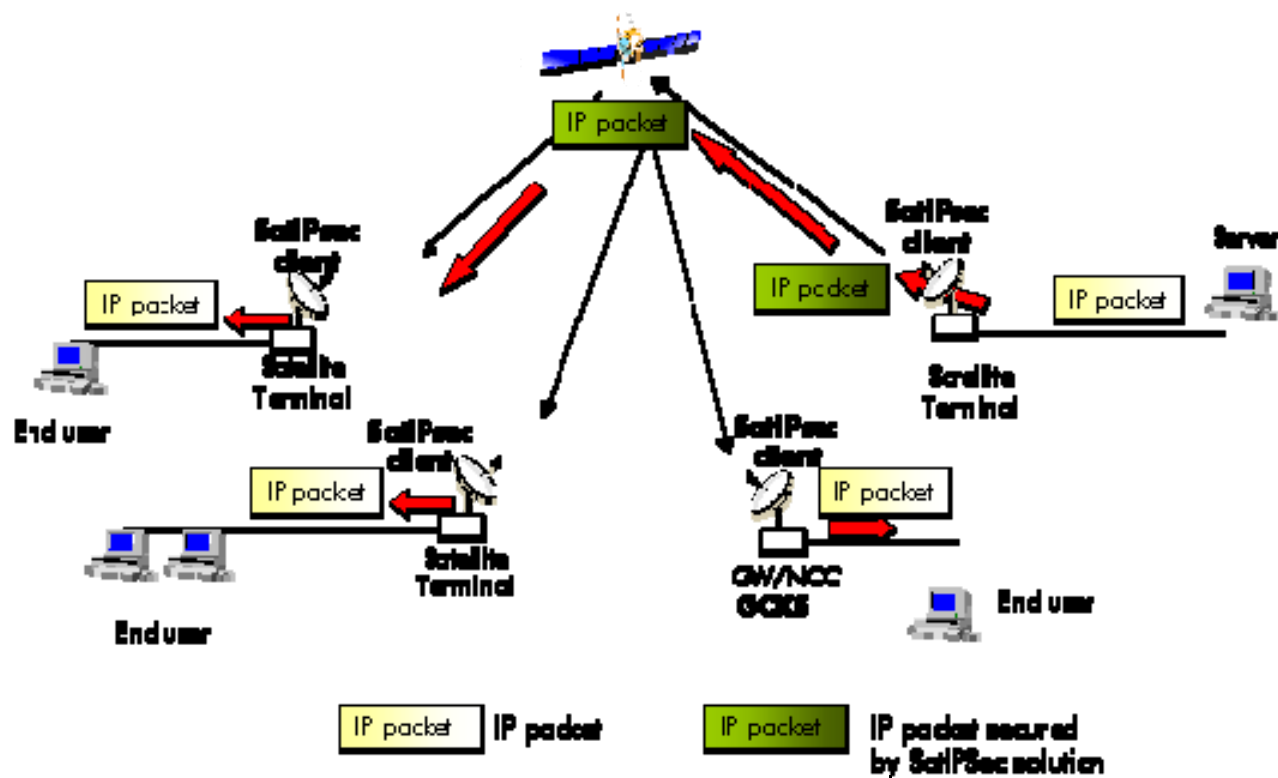 IP packet
SatIPsec
client
SatIPsec
client
Server
IP packet
IP packet
IP packet
IP packet
Satellite
Terminal
Satellite
Terminal
End user
SatIPsec
client
SatIPsec
client
IP packet
IP packet
Satellite
Terminal
GW/NCC
GCKS
End user
End user
IP packet
IP packet
IP packet
IP packet secured
by SatIPSec solution